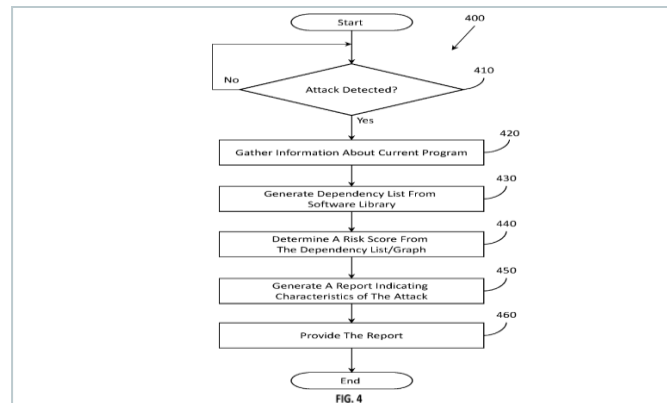 Start
400
No
Attack Detected?
410
Yes
Gather Information About Current Program
420
Generate Dependency List From
Software Library
430
Determine A Risk Score From
The Dependency List/Graph
440
Generate A Report Indicating
Characteristics of The Attack
450
Provide The Report
460
End
FIG. 4